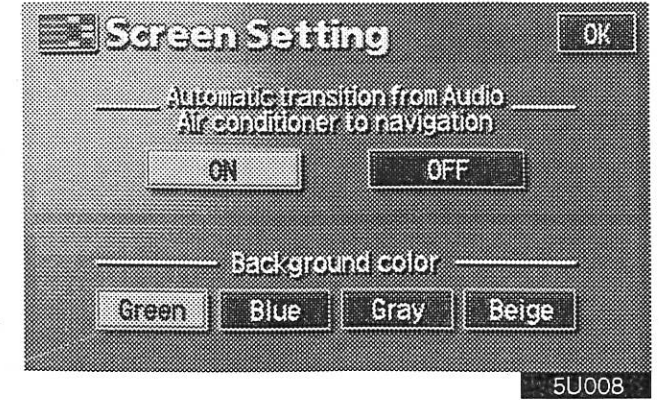 Screen Setting
OK
Automatic transition from Audio
Air conditioner to navigation
ON OFF
Background color
Green Blue Gray Beige
5U008